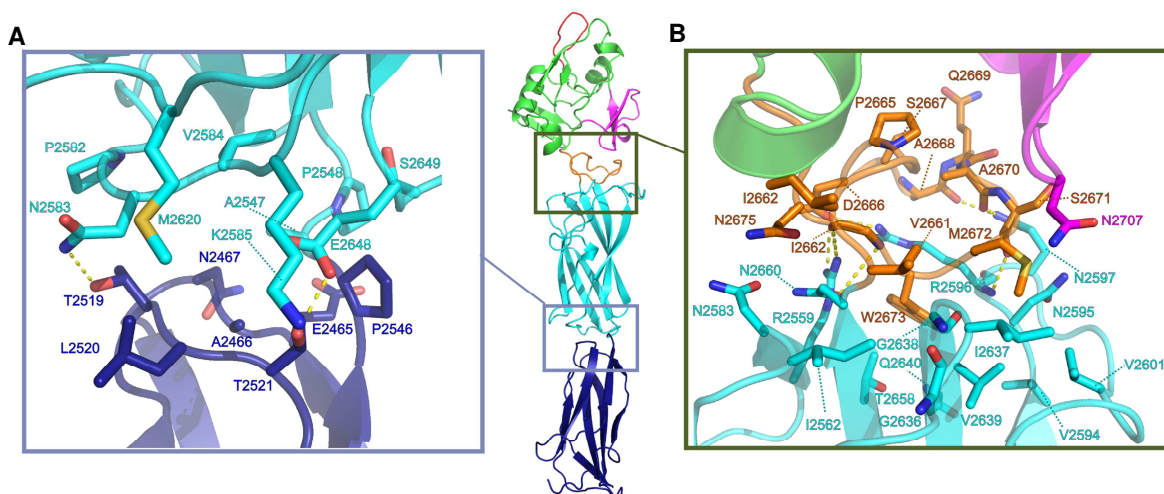 A
P2582
V2584
P2548
S2649
N2583
A2547
M2620
K2585
E2648
N2467
T2519
E2465
P2546
A2466
L2520
T2521
B
Q2669
P2665
S2667
A2668
A2670
I2662
D2666
S2671
N2675
V2661
M2672
N2707
I2662
N2660
R2596
N2597
N2583
R2559
W2673
N2595
G2638
I2637
Q2640
V2601
T2658
G2636
V2639
I2562
V2594